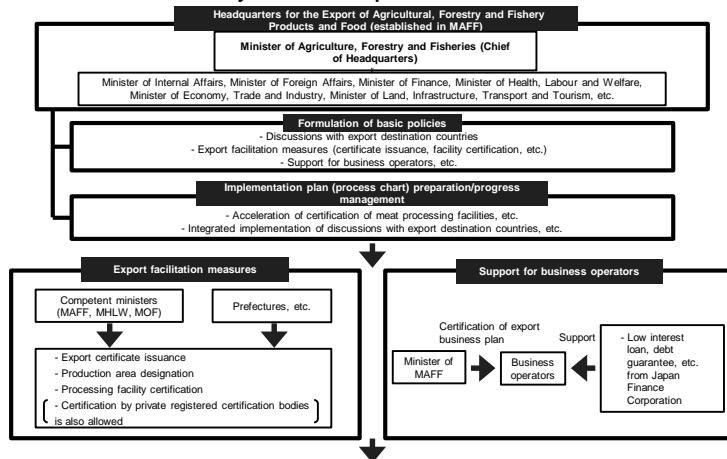 Headquarters for the Export of Agricultural, Forestry and Fishery
Products and Food (established in MAFF)
Minister of Agriculture, Forestry and Fisheries (Chief
of Headquarters)
Minister of Internal Affairs, Minister of Foreign Affairs, Minister of Finance, Minister of Health, Labour and Welfare,
Minister of Economy, Trade and Industry, Minister of Land, Infrastructure, Transport and Tourism, etc.
Formulation of basic policies
- Discussions with export destination countries
- Export facilitation measures (certificate issuance, facility certification, etc.)
- Support for business operators, etc.
Implementation plan (process chart) preparation/progress
management
- Acceleration of certification of meat processing facilities, etc.
- Integrated implementation of discussions with export destination countries, etc.
Export facilitation measures
Competent ministers
(MAFF, MHLW, MOF)
Prefectures, etc.
- Export certificate issuance
- Production area designation
- Processing facility certification
- Certification by private registered certification bodies
is also allowed
Support for business operators
Certification of export
business plan
Support
Minister of
MAFF
Business
operators
- Low interest
loan, debt
guarantee, etc.
from Japan
Finance
Corporation